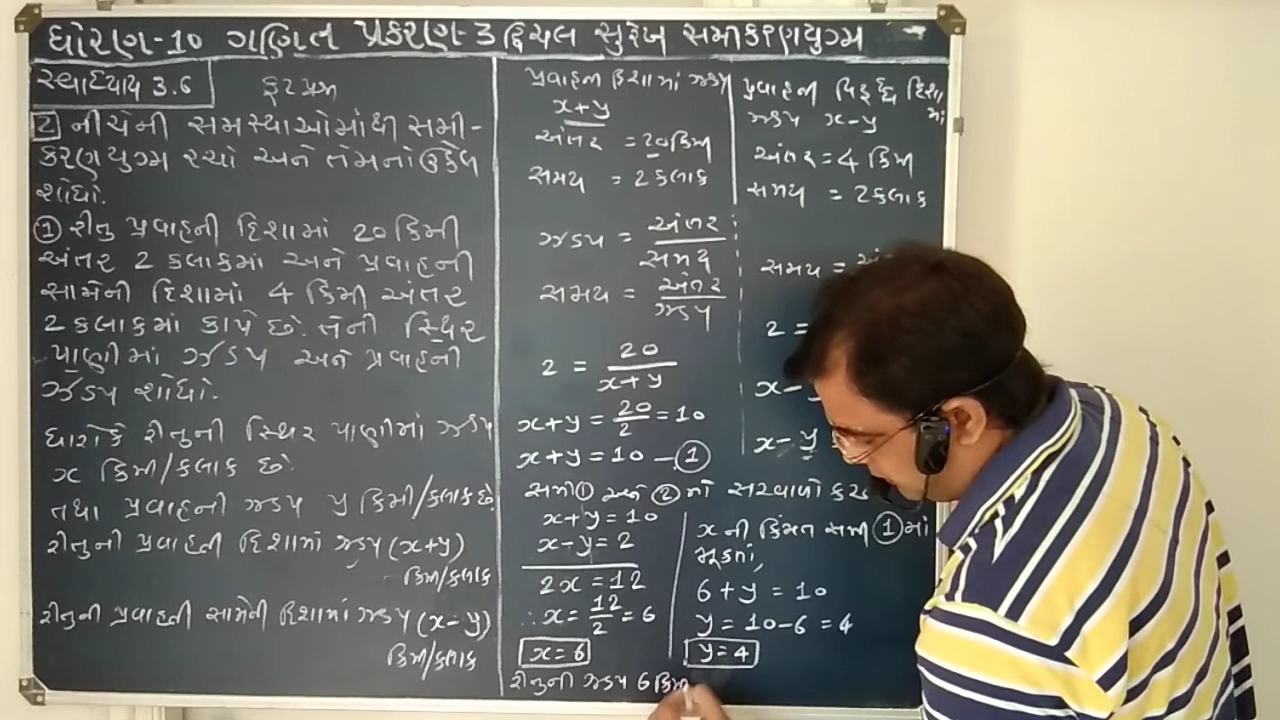 ધોરણ-10 ગણિત પ્રકરણ-3 દ્વિચલ સુરેખ સમીકરણયુગ્મ
સ્વાધ્યાય 3.6
2 નીચેની સમસ્યાઓમાંથી સમી-
કરણયુગ્મ રચો અને તેમનાં ઉકેલ
શોધો.
① રીતુ પ્રવાહની દિશામાં 20 કિમી
અંતર 2 કલાકમાં અને પ્રવાહની
સામેની દિશામાં 4 કિમી અંતર
2 કલાકમાં કાપે છે. તેની સ્થિર
પાણીમાં ઝડપ અને પ્રવાહની
ઝડપ શોધો.
ધારોકે રીતુની સ્થિર પાણીમાં ઝડપ
x કિમી/કલાક છે.
તથા પ્રવાહની ઝડપ y કિમી/કલાક છે.
રીતુની પ્રવાહની દિશામાં ઝડપ (x+y)
કિમી/કલાક
રીતુની પ્રવાહની સામેની દિશામાં ઝડપ (x-y)
કિમી/કલાક
પ્રવાહની દિશામાં ઝડપ
x+y
અંતર = 20 કિમી
સમય = 2 કલાક
ઝડપ = અંતર / સમય
સમય = અંતર / ઝડપ
2 = 20 / x+y
x+y = 20/2 = 10
x+y = 10 - ①
પ્રવાહની વિરૂદ્ધ દિશામાં
ઝડપ x-y
અંતર = 4 કિમી
સમય = 2 કલાક
સમય =
2 =
x-
x-y
સમી ① અને ② નો સરવાળો
x+y=10
x-y=2
2x=12
∴ x= 12/2 = 6
x=6
x ની કિંમત સમી ① માં
મૂકતાં,
6+y = 10
y = 10-6 = 4
y=4
રીતુની ઝડપ 6 કિમી